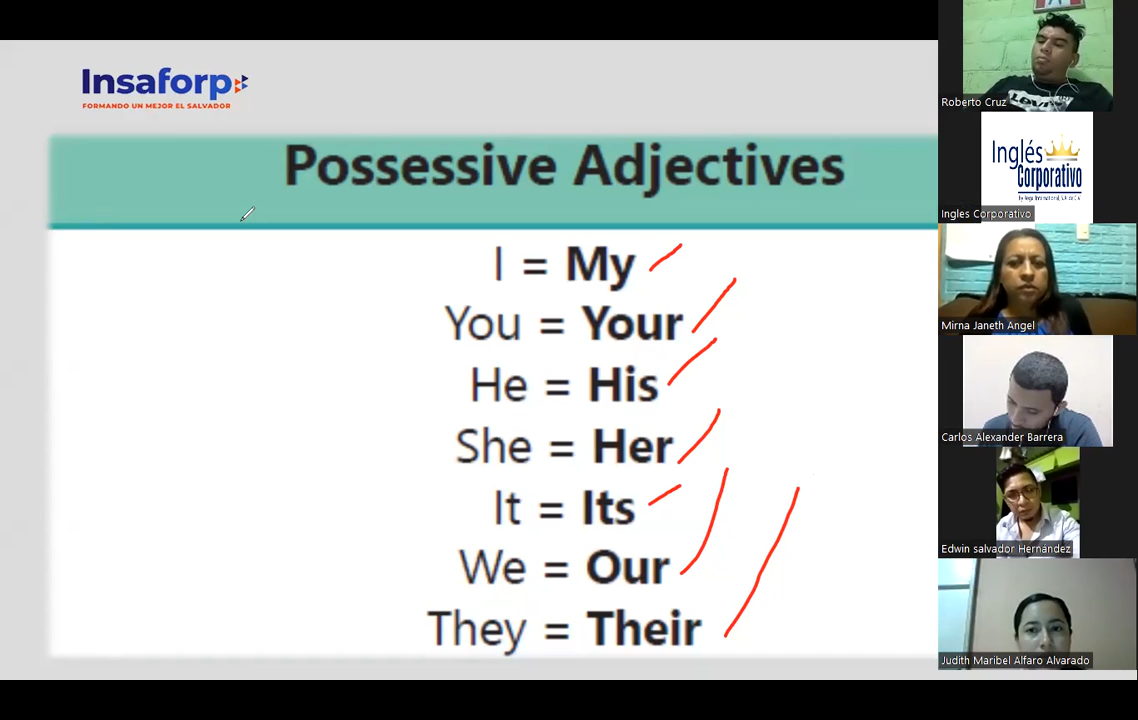 Insaforp
FORMANDO UN MEJOR EL SALVADOR
Possessive Adjectives
I = My
You = Your
He = His
She = Her
It = Its
We = Our
They = Their
Roberto Cruz
Inglés
Corporativo
Ingles Corporativo
Mirna Janeth Angel
Carlos Alexander Barrera
Edwin salvador Hernández
Judith Maribel Alfaro Alvarado